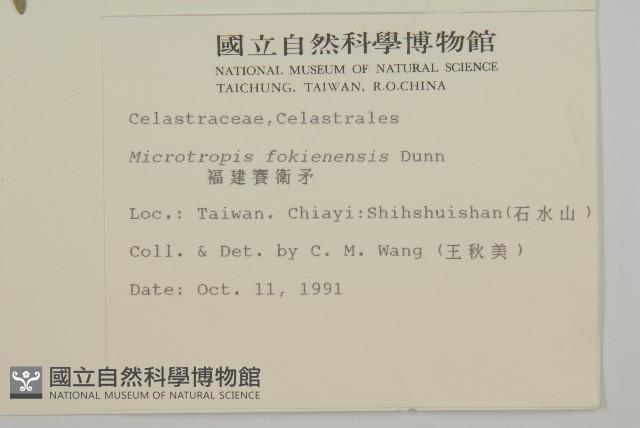 國立自然科學博物館
NATIONAL MUSEUM OF NATURAL SCIENCE
TAICHUNG, TAIWAN, R.O.CHINA
Celastraceae,Celastrales
Microtropis fokienensis Dunn
福建賽衛矛
Loc.: Taiwan. Chiayi:Shihshuishan(石水山)
Coll. & Det. by C. M. Wang (王秋美)
Date: Oct. 11, 1991
國立自然科學博物館
NATIONAL MUSEUM OF NATURAL SCIENCE